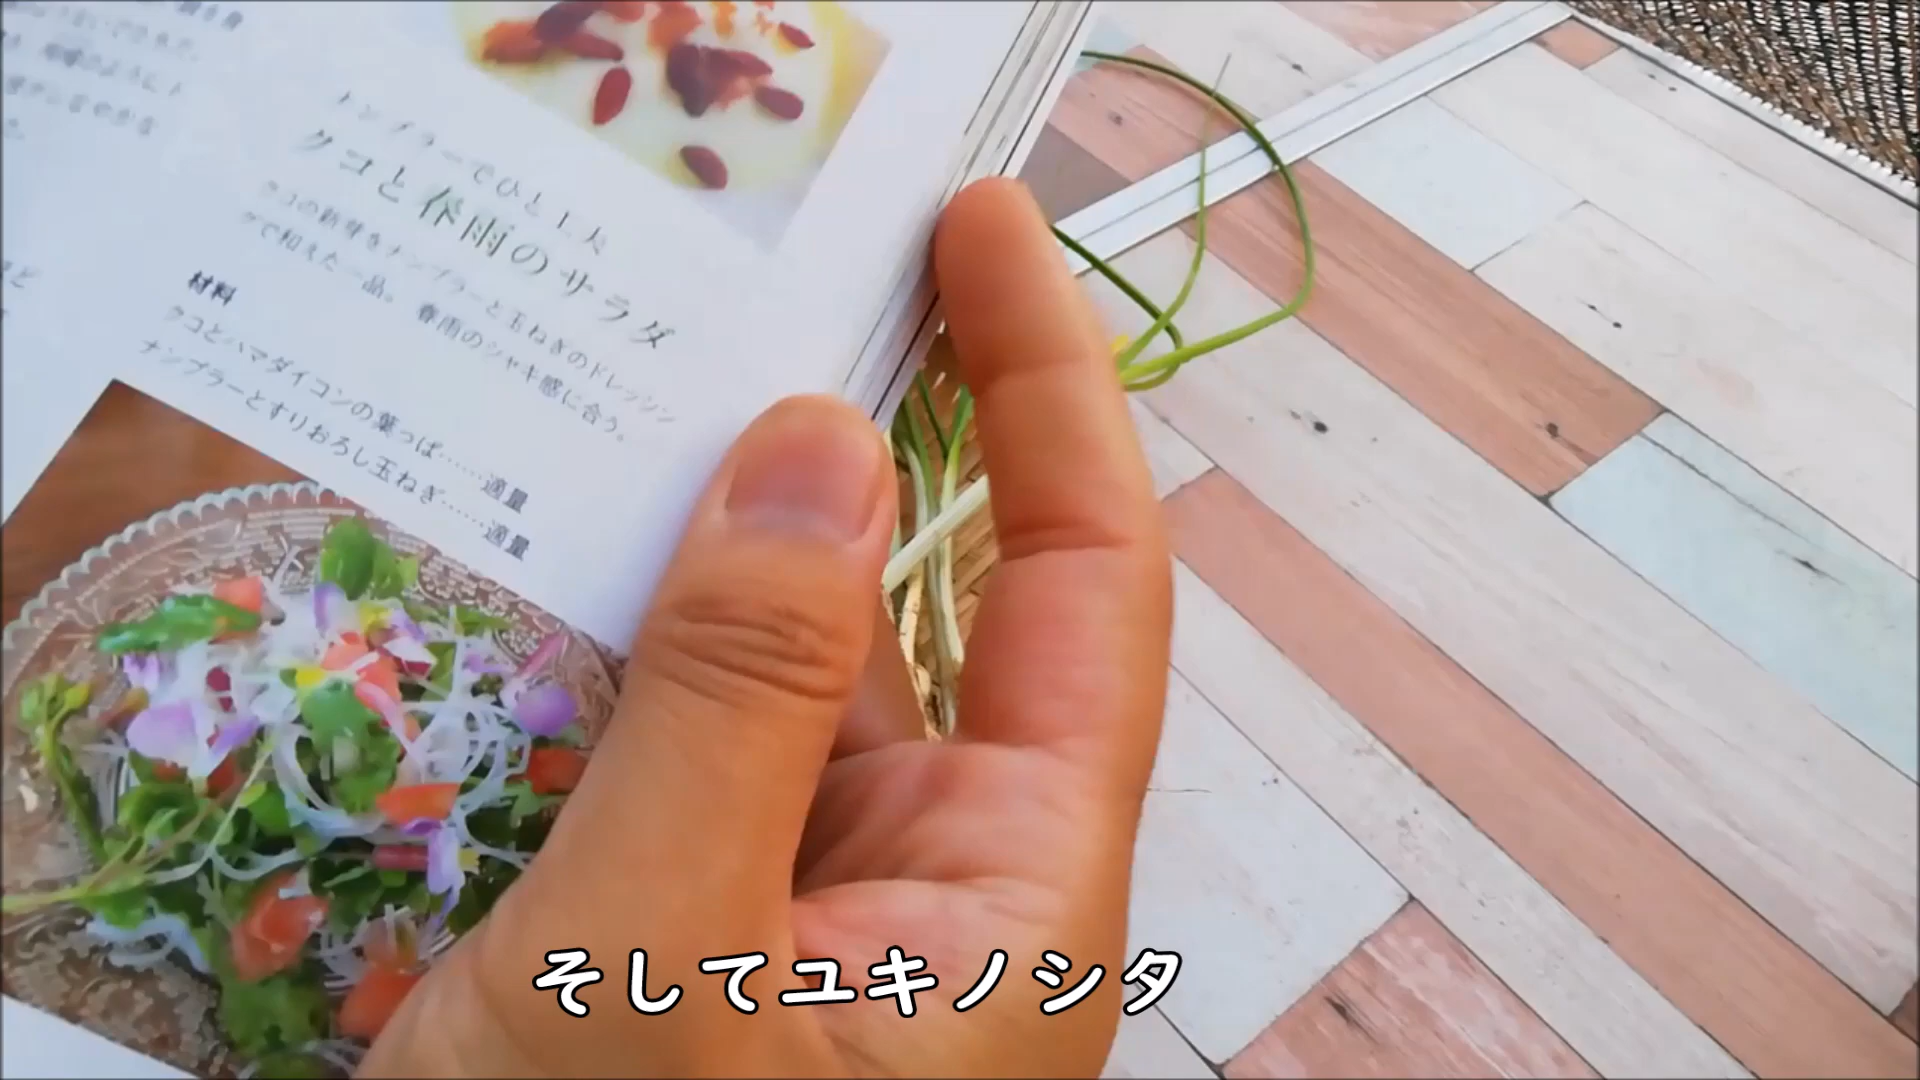 ナンプラーでひと工夫
クコと春雨のサラダ
クコの新芽をナンプラーと玉ねぎのドレッシン
グで和えた一品。春雨のシャキ感に合う。
材料
クコとハマダイコンの葉っぱ……適量
ナンプラーとすりおろし玉ねぎ……適量
そしてユキノシタ